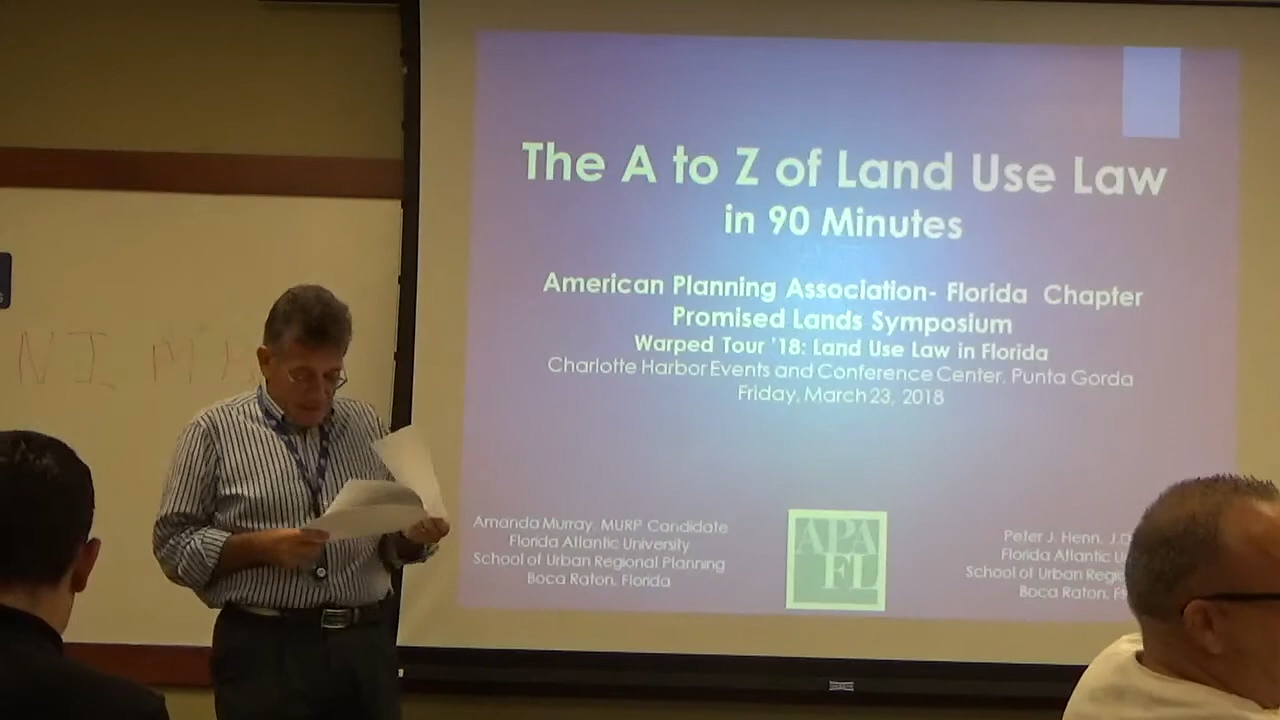 The A to Z of Land Use Law
in 90 Minutes
American Planning Association- Florida Chapter
Promised Lands Symposium
Warped Tour '18: Land Use Law in Florida
Charlotte Harbor Events and Conference Center, Punta Gorda
Friday, March 23, 2018
Amanda Murray, MURP Candidate
Florida Atlantic University
School of Urban Regional Planning
Boca Raton, Florida
APA
FL
Peter J. Henn, J.D
Florida Atlantic
School of Urban
Boca Raton,
NI